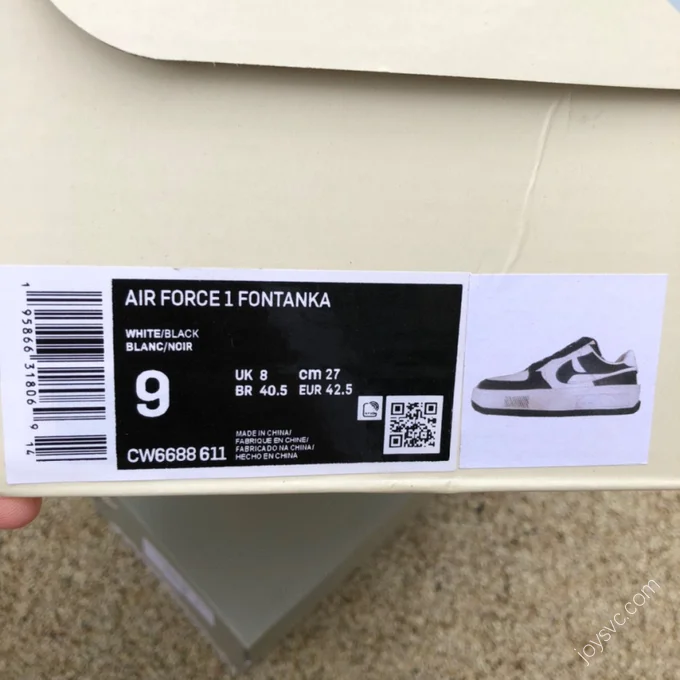 AIR FORCE 1 FONTANKA
WHITE/BLACK
BLANC/NOIR
9
UK 8 cm 27
BR 40.5 EUR 42.5
CW6688 611
MADE IN CHINA/
FABRIQUE EN CHINE/
FABRICADO NA CHINA/
HECHO EN CHINA
1 95866 31806 9 14
joysvc.com